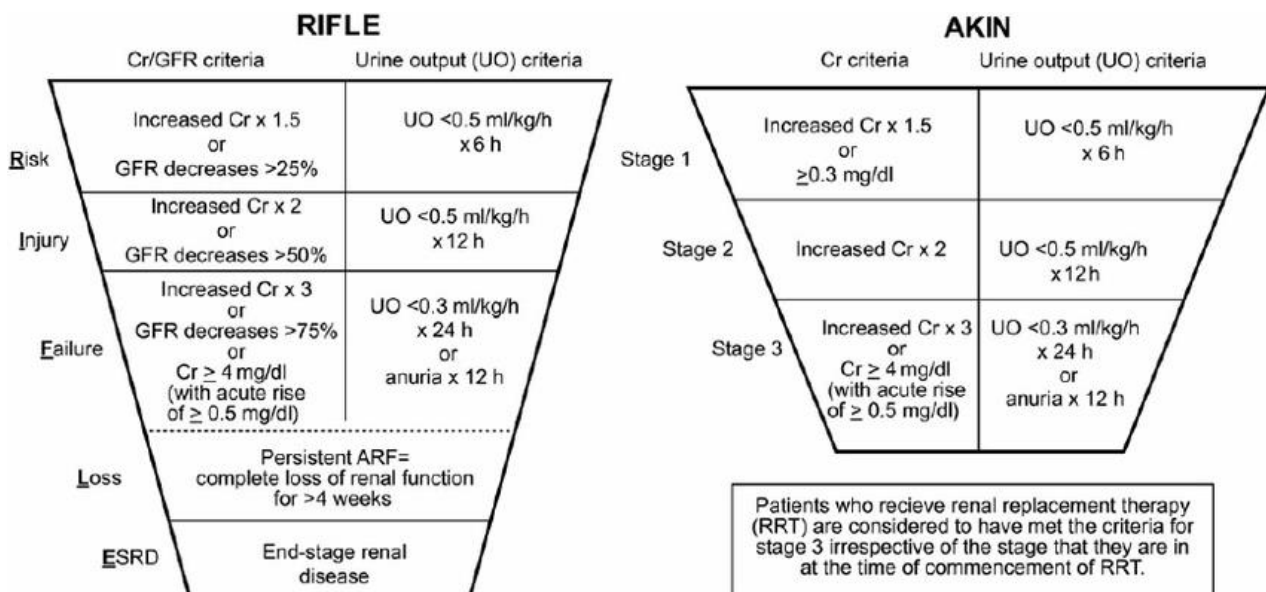 RIFLE
Cr/GFR criteria
Urine output (UO) criteria
Risk
Increased Cr x 1.5
or
GFR decreases >25%
UO <0.5 ml/kg/h
x 6 h
Injury
Increased Cr x 2
or
GFR decreases >50%
UO <0.5 ml/kg/h
x 12 h
Failure
Increased Cr x 3
or
GFR decreases >75%
or
Cr ≥ 4 mg/dl
(with acute rise
of ≥ 0.5 mg/dl)
UO <0.3 ml/kg/h
x 24 h
or
anuria x 12 h
Loss
Persistent ARF=
complete loss of renal function
for >4 weeks
ESRD
End-stage renal
disease
AKIN
Cr criteria
Urine output (UO) criteria
Stage 1
Increased Cr x 1.5
or
≥0.3 mg/dl
UO <0.5 ml/kg/h
x 6 h
Stage 2
Increased Cr x 2
UO <0.5 ml/kg/h
x 12h
Stage 3
Increased Cr x 3
or
Cr ≥ 4 mg/dl
(with acute rise
of ≥ 0.5 mg/dl)
UO <0.3 ml/kg/h
x 24 h
or
anuria x 12 h
Patients who recieve renal replacement therapy
(RRT) are considered to have met the criteria for
stage 3 irrespective of the stage that they are in
at the time of commencement of RRT.